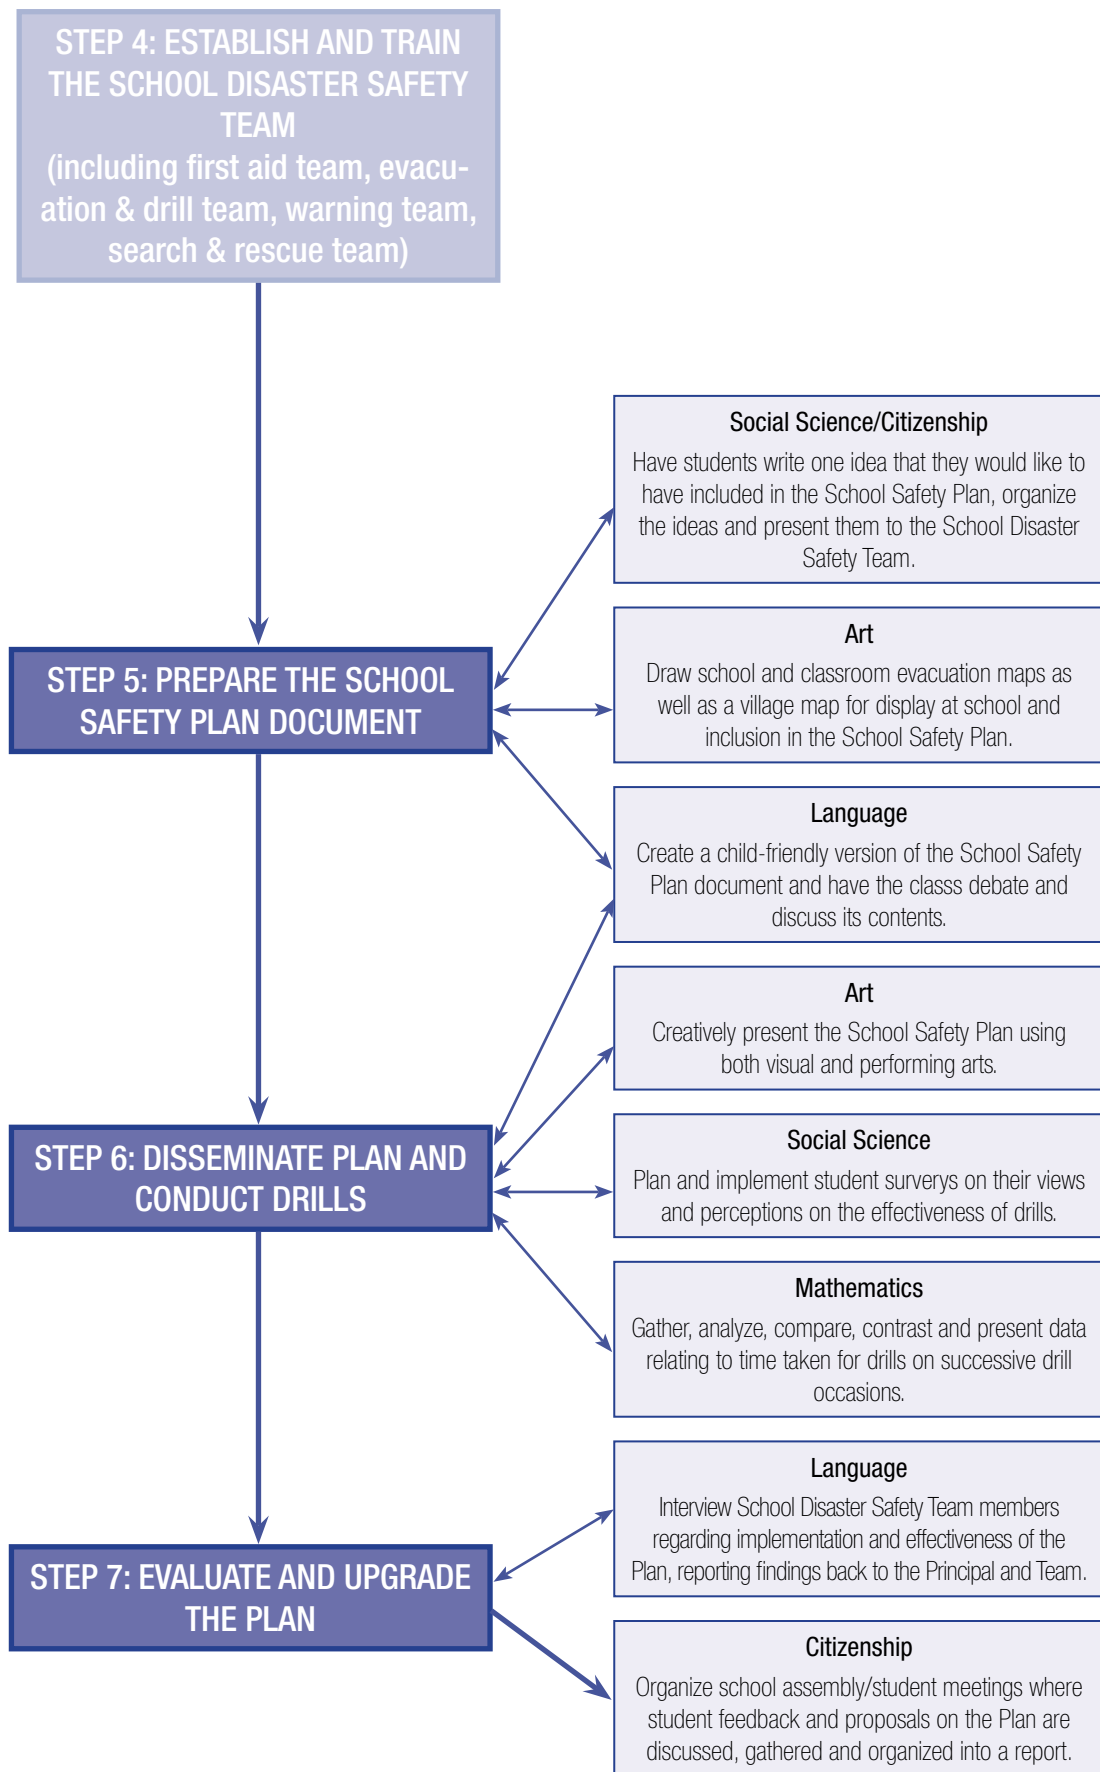 STEP 4: ESTABLISH AND TRAIN
THE SCHOOL DISASTER SAFETY
TEAM
(including first aid team, evacu-
ation & drill team, warning team,
search & rescue team)
Social Science/Citizenship
Have students write one idea that they would like to
have included in the School Safety Plan, organize
the ideas and present them to the School Disaster
Safety Team.
STEP 5: PREPARE THE SCHOOL
SAFETY PLAN DOCUMENT
Art
Draw school and classroom evacuation maps as
well as a village map for display at school and
inclusion in the School Safety Plan.
Language
Create a child-friendly version of the School Safety
Plan document and have the classs debate and
discuss its contents.
Art
Creatively present the School Safety Plan using
both visual and performing arts.
STEP 6: DISSEMINATE PLAN AND
CONDUCT DRILLS
Social Science
Plan and implement student surverys on their views
and perceptions on the effectiveness of drills.
Mathematics
Gather, analyze, compare, contrast and present data
relating to time taken for drills on successive drill
occasions.
Language
Interview School Disaster Safety Team members
regarding implementation and effectiveness of the
Plan, reporting findings back to the Principal and Team.
STEP 7: EVALUATE AND UPGRADE
THE PLAN
Citizenship
Organize school assembly/student meetings where
student feedback and proposals on the Plan are
discussed, gathered and organized into a report.